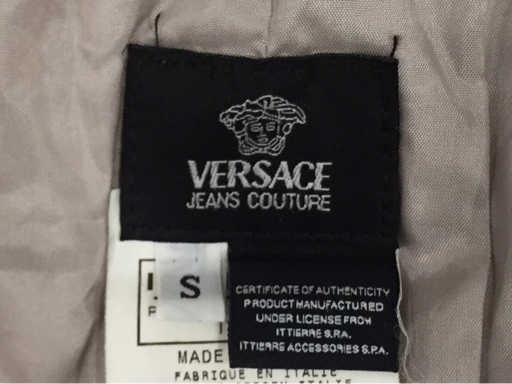 VERSACE
JEANS COUTURE
S
CERTIFICATE OF AUTHENTICITY
PRODUCT MANUFACTURED
UNDER LICENSE FROM
ITTIERRE S.P.A.
ITTIERRE ACCESSORIES S.P.A.
MADE
FABRIQUE EN ITALIE